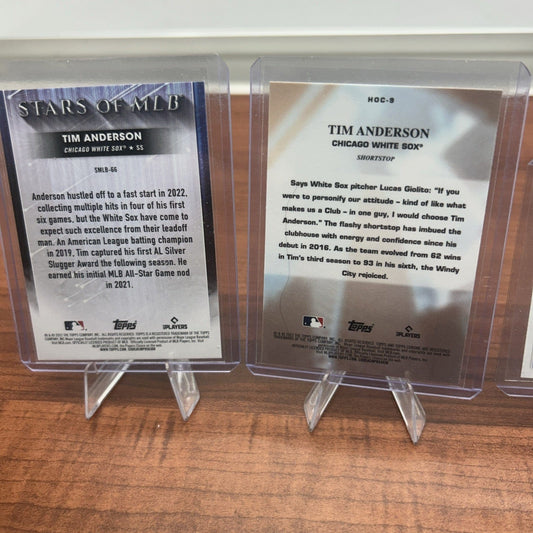 STARS OF MLB
TIM ANDERSON
CHICAGO WHITE SOX® ★ SS
SMLB-66
Anderson hustled off to a fast start in 2022,
collecting multiple hits in four of his first
six games, but the White Sox have come to
expect such excellence from their leadoff
man. An American League batting champion
in 2019, Tim captured his first AL Silver
Slugger Award the following season. He
earned his initial MLB All-Star Game nod
in 2021.
Topps
PLAYERS
HOC-9
TIM ANDERSON
CHICAGO WHITE SOX®
SHORTSTOP
Says White Sox pitcher Lucas Giolito: "If you
were to personify our attitude – kind of like what
makes us a Club – in one guy, I would choose Tim
Anderson." The flashy shortstop has imbued the
clubhouse with energy and confidence since his
debut in 2016. As the team evolved from 62 wins
in Tim's third season to 93 in his sixth, the Windy
City rejoiced.
Topps
PLAYERS